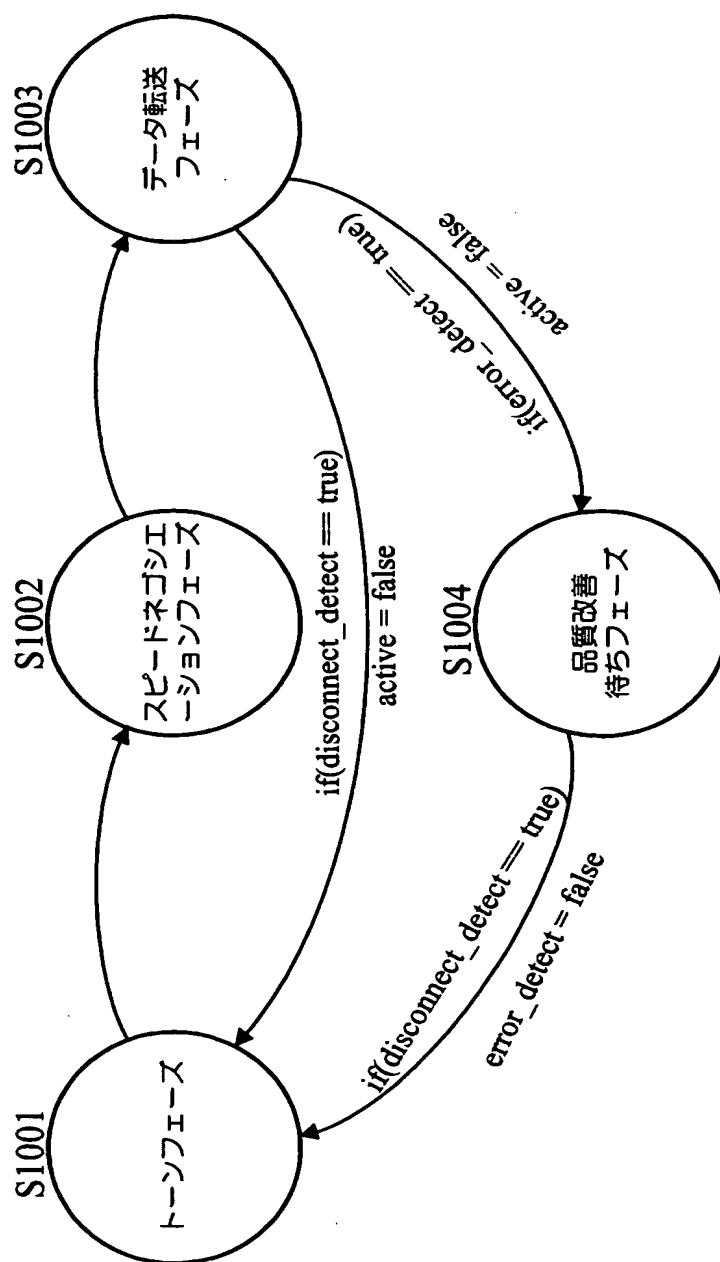 S1001
トーンフェーズ
S1002
スピードネゴシエ
ーションフェーズ
S1003
データ転送
フェーズ
if(disconnect_detect == true)
active = false
if(error_detect == true)
active = false
S1004
品質改善
待ちフェーズ
if(disconnect_detect == true)
error_detect = false